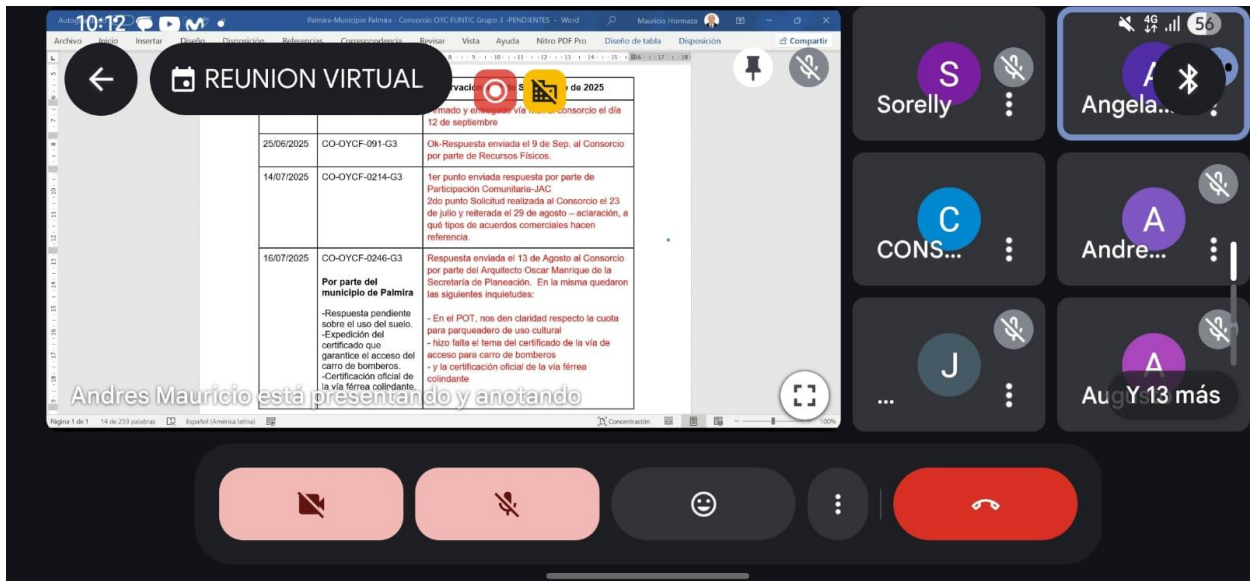 10:12
4G
56
Palmira-Municipio Palmira - Consorcio OYC FUNTIC Grupo 3 -PENDIENTES - Word
Mauricio Hormaza
Archivo Inicio Insertar Diseño Disposición Referencias Correspondencia Revisar Vista Ayuda Nitro PDF Pro Diseño de tabla Disposición
Compartir
REUNION VIRTUAL
de 2025
consorcio el día
12 de septiembre
25/06/2025
CO-OYCF-091-G3
Ok-Respuesta enviada el 9 de Sep. al Consorcio
por parte de Recursos Físicos.
14/07/2025
CO-OYCF-0214-G3
1er punto enviada respuesta por parte de
Participación Comunitaria-JAC
2do punto Solicitud realizada al Consorcio el 23
de julio y reiterada el 29 de agosto – aclaración, a
qué tipos de acuerdos comerciales hacen
referencia.
16/07/2025
CO-OYCF-0246-G3
Por parte del
municipio de Palmira
-Respuesta pendiente
sobre el uso del suelo.
-Expedición del
certificado que
garantice el acceso del
carro de bomberos.
-Certificación oficial de
la vía férrea colindante.
Respuesta enviada el 13 de Agosto al Consorcio
por parte del Arquitecto Oscar Manrique de la
Secretaría de Planeación. En la misma quedaron
las siguientes inquietudes:
- En el POT, nos den claridad respecto la cuota
para parqueadero de uso cultural
- hizo falta el tema del certificado de la vía de
acceso para carro de bomberos
- y la certificación oficial de la vía férrea
colindante
Andres Mauricio está presentando y anotando
Página 1 de 1 14 de 259 palabras Español (América latina)
Concentración
100%
S
Sorelly
A
Angela...
C
CONS...
A
Andre...
J
...
A
Y 13 más